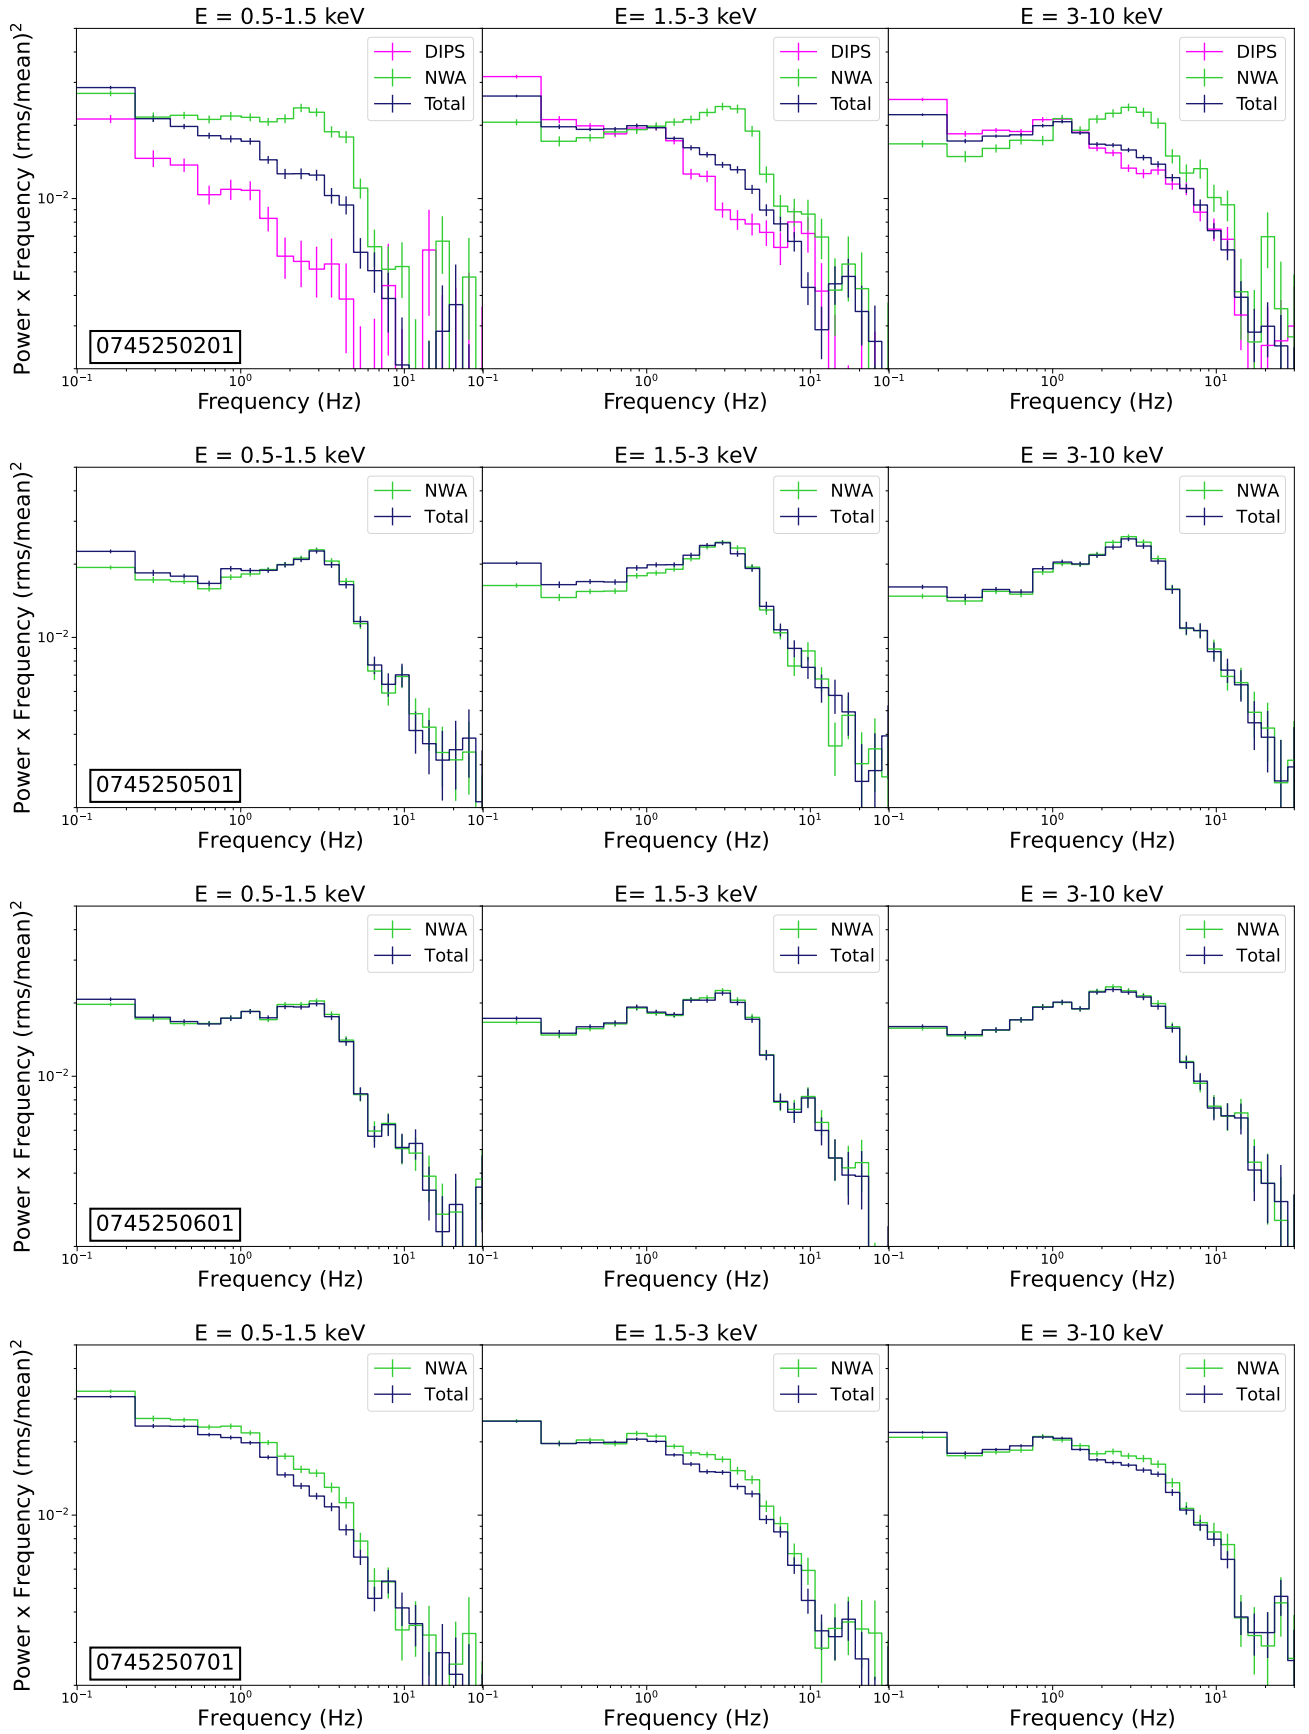 E = 0.5-1.5 keV
E= 1.5-3 keV
E = 3-10 keV
Power x Frequency (rms/mean)²
10⁻²
DIPS
NWA
Total
DIPS
NWA
Total
DIPS
NWA
Total
0745250201
10⁻¹ 10⁰ 10¹
10⁻¹ 10⁰ 10¹
10⁻¹ 10⁰ 10¹
Frequency (Hz)
Frequency (Hz)
Frequency (Hz)
E = 0.5-1.5 keV
E= 1.5-3 keV
E = 3-10 keV
Power x Frequency (rms/mean)²
10⁻²
NWA
Total
NWA
Total
NWA
Total
0745250501
10⁻¹ 10⁰ 10¹
10⁻¹ 10⁰ 10¹
10⁻¹ 10⁰ 10¹
Frequency (Hz)
Frequency (Hz)
Frequency (Hz)
E = 0.5-1.5 keV
E= 1.5-3 keV
E = 3-10 keV
Power x Frequency (rms/mean)²
10⁻²
NWA
Total
NWA
Total
NWA
Total
0745250601
10⁻¹ 10⁰ 10¹
10⁻¹ 10⁰ 10¹
10⁻¹ 10⁰ 10¹
Frequency (Hz)
Frequency (Hz)
Frequency (Hz)
E = 0.5-1.5 keV
E= 1.5-3 keV
E = 3-10 keV
Power x Frequency (rms/mean)²
10⁻²
NWA
Total
NWA
Total
NWA
Total
0745250701
10⁻¹ 10⁰ 10¹
10⁻¹ 10⁰ 10¹
10⁻¹ 10⁰ 10¹
Frequency (Hz)
Frequency (Hz)
Frequency (Hz)